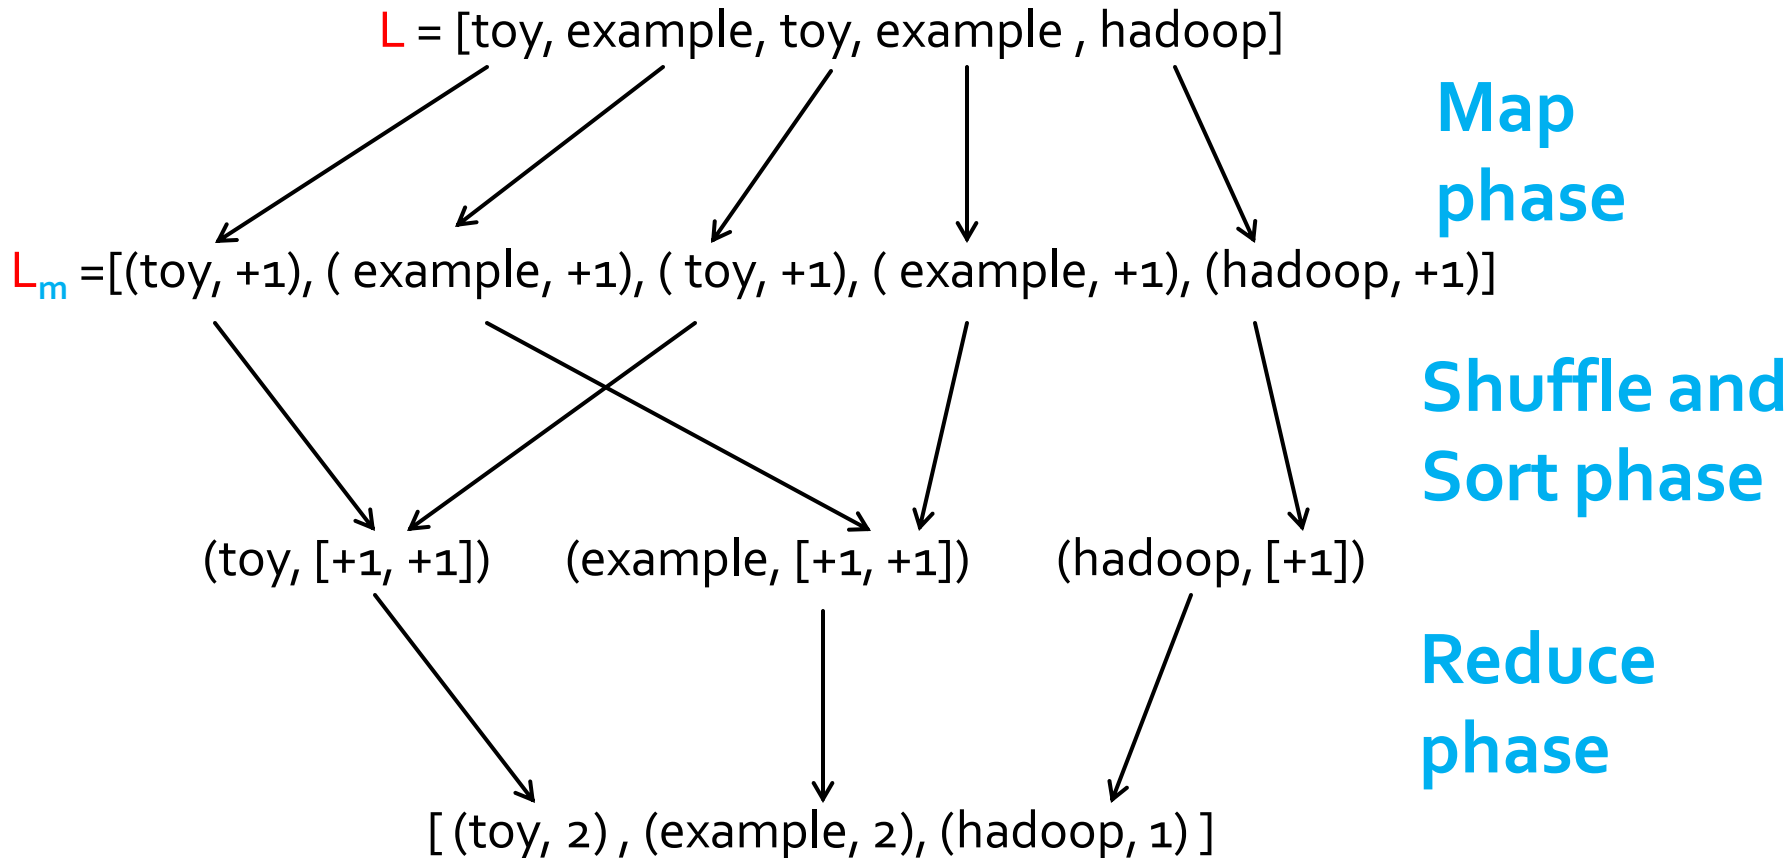 L = [toy, example, toy, example , hadoop]
Map
phase
Lm =[(toy, +1), ( example, +1), ( toy, +1), ( example, +1), (hadoop, +1)]
Shuffle and
Sort phase
(toy, [+1, +1]) (example, [+1, +1]) (hadoop, [+1])
Reduce
phase
[ (toy, 2) , (example, 2), (hadoop, 1) ]